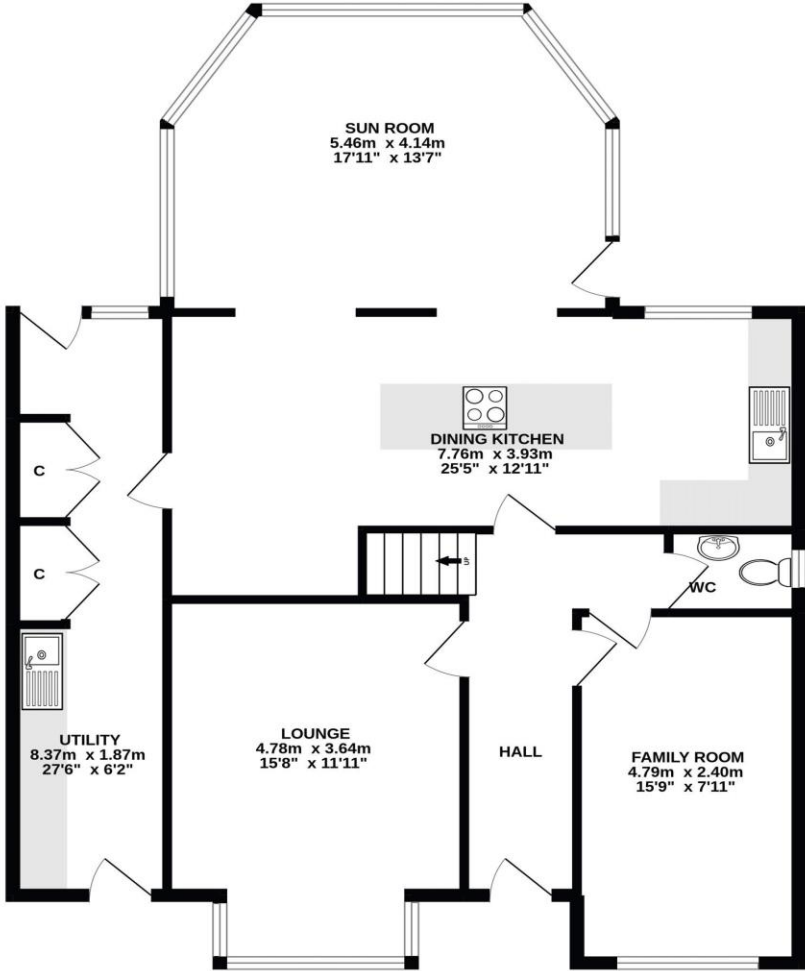 SUN ROOM
5.46m x 4.14m
17'11" x 13'7"
DINING KITCHEN
7.76m x 3.93m
25'5" x 12'11"
C
C
UP
WC
UTILITY
8.37m x 1.87m
27'6" x 6'2"
LOUNGE
4.78m x 3.64m
15'8" x 11'11"
HALL
FAMILY ROOM
4.79m x 2.40m
15'9" x 7'11"